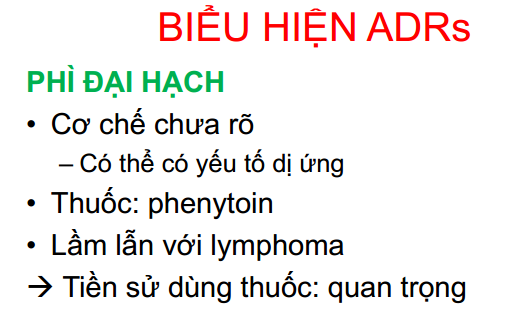 BIỂU HIỆN ADRs
PHÌ ĐẠI HẠCH
• Cơ chế chưa rõ
– Có thể có yếu tố dị ứng
• Thuốc: phenytoin
• Lầm lẫn với lymphoma
→ Tiền sử dùng thuốc: quan trọng